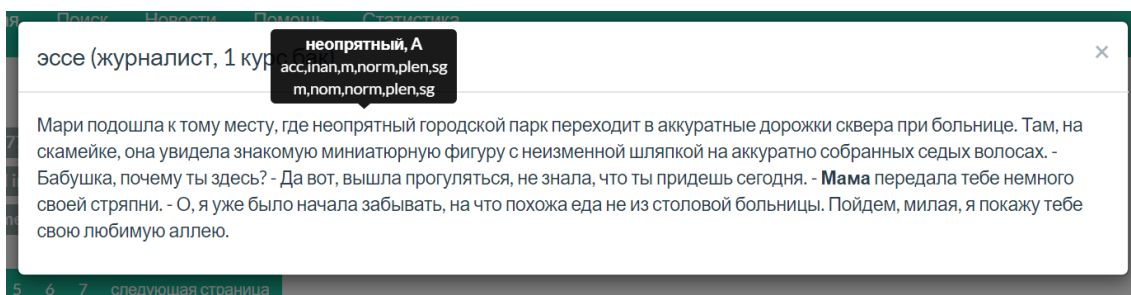 Поиск Новости Помощь Статистика
неопрятный, A
эссе (журналист, 1 курс
acc,inan,m,norm,plen,sg
×
m,nom,norm,plen,sg
Мари подошла к тому месту, где неопрятный городской парк переходит в аккуратные дорожки сквера при больнице. Там, на
скамейке, она увидела знакомую миниатюрную фигуру с неизменной шляпкой на аккуратно собранных седых волосах. -
Бабушка, почему ты здесь? - Да вот, вышла прогуляться, не знала, что ты придешь сегодня. - Мама передала тебе немного
своей стряпни. - О, я уже было начала забывать, на что похожа еда не из столовой больницы. Пойдем, милая, я покажу тебе
свою любимую аллею.
5 6 7 следующая страница